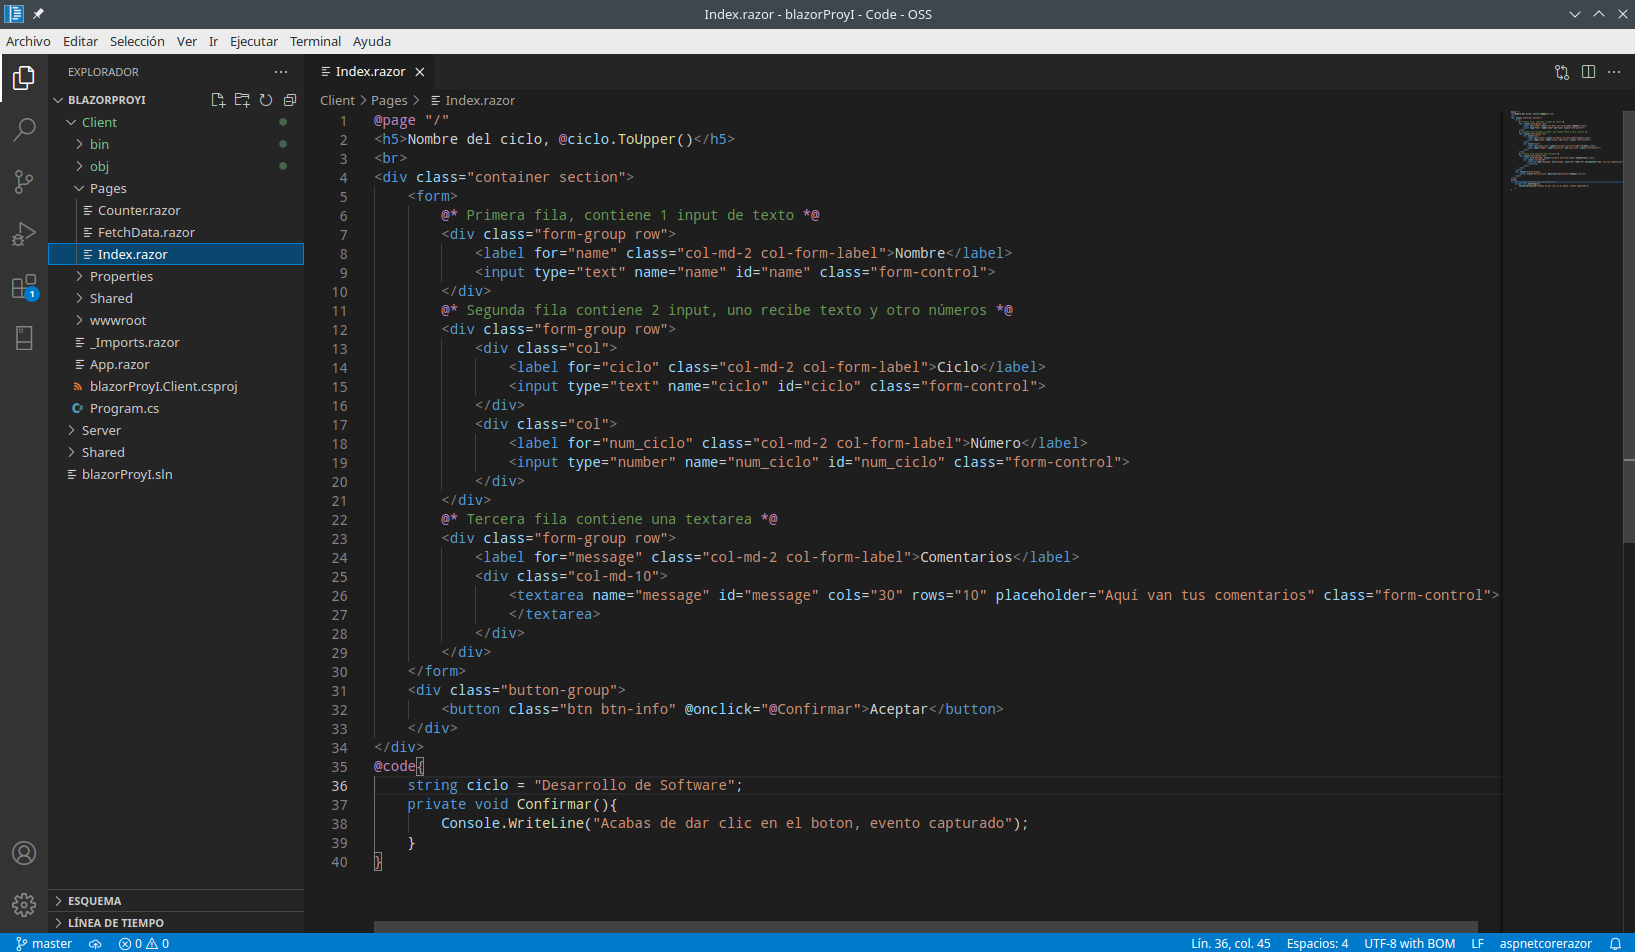 Index.razor - blazorProyI - Code - OSS
Archivo Editar Selección Ver Ir Ejecutar Terminal Ayuda
EXPLORADOR
BLAZORPROYI
Client
bin
obj
Pages
Counter.razor
FetchData.razor
Index.razor
Properties
Shared
wwwroot
_Imports.razor
App.razor
blazorProyI.Client.csproj
Program.cs
Server
Shared
blazorProyI.sln
ESQUEMA
LÍNEA DE TIEMPO
1
Index.razor
Client > Pages > Index.razor
1 @page "/"
2 <h5>Nombre del ciclo, @ciclo.ToUpper()</h5>
3 <br>
4 <div class="container section">
5 <form>
6 @* Primera fila, contiene 1 input de texto *@
7 <div class="form-group row">
8 <label for="name" class="col-md-2 col-form-label">Nombre</label>
9 <input type="text" name="name" id="name" class="form-control">
10 </div>
11 @* Segunda fila contiene 2 input, uno recibe texto y otro números *@
12 <div class="form-group row">
13 <div class="col">
14 <label for="ciclo" class="col-md-2 col-form-label">Ciclo</label>
15 <input type="text" name="ciclo" id="ciclo" class="form-control">
16 </div>
17 <div class="col">
18 <label for="num_ciclo" class="col-md-2 col-form-label">Número</label>
19 <input type="number" name="num_ciclo" id="num_ciclo" class="form-control">
20 </div>
21 </div>
22 @* Tercera fila contiene una textarea *@
23 <div class="form-group row">
24 <label for="message" class="col-md-2 col-form-label">Comentarios</label>
25 <div class="col-md-10">
26 <textarea name="message" id="message" cols="30" rows="10" placeholder="Aquí van tus comentarios" class="form-control">
27 </textarea>
28 </div>
29 </div>
30 </form>
31 <div class="button-group">
32 <button class="btn btn-info" @onclick="@Confirmar">Aceptar</button>
33 </div>
34 </div>
35 @code{
36 string ciclo = "Desarrollo de Software";
37 private void Confirmar(){
38 Console.WriteLine("Acabas de dar clic en el boton, evento capturado");
39 }
40 }
master 0 0 Lín. 36, col. 45 Espacios: 4 UTF-8 with BOM LF aspnetcorerazor